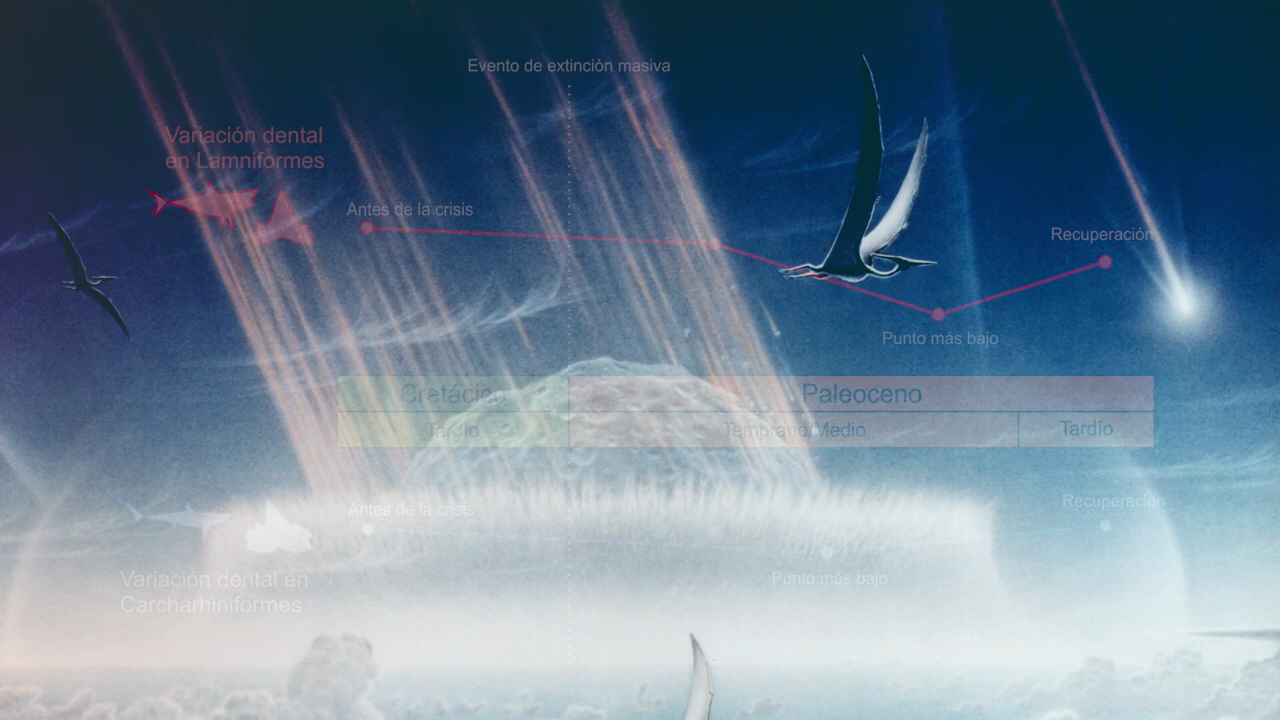 Evento de extinción masiva
Variación dental
en Lamniformes
Antes de la crisis
Recuperación
Punto más bajo
Cretácico
Paleoceno
Tardío
Temprano/Medio
Tardío
Antes de la crisis
Recuperación
Punto más bajo
Variación dental en
Carcharhiniformes